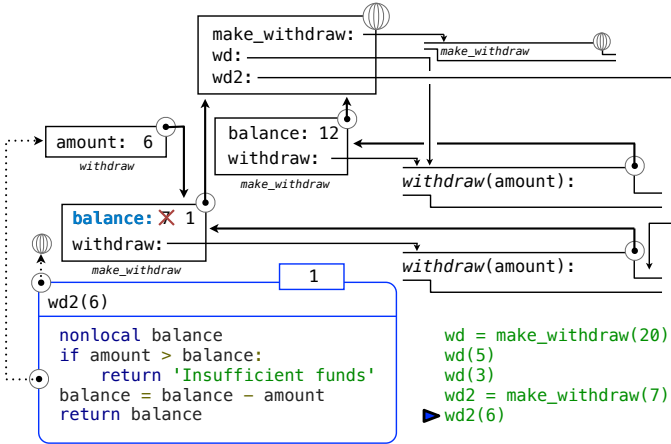 make_withdraw:
wd:
wd2:
make_withdraw
amount: 6
withdraw
balance: 12
withdraw:
make_withdraw
withdraw(amount):
balance: 7 1
withdraw:
make_withdraw
withdraw(amount):
1
wd2(6)
nonlocal balance
if amount > balance:
    return 'Insufficient funds'
balance = balance – amount
return balance
wd = make_withdraw(20)
wd(5)
wd(3)
wd2 = make_withdraw(7)
wd2(6)